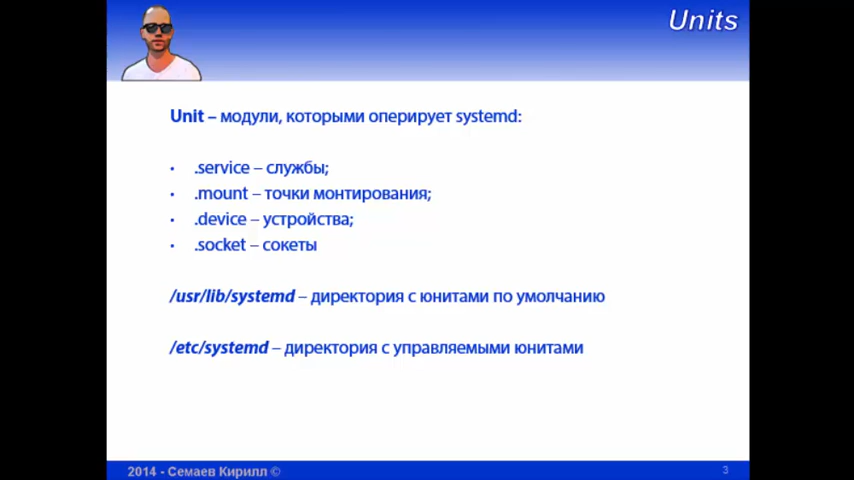 Units
Unit – модули, которыми оперирует systemd:
• .service – службы;
• .mount – точки монтирования;
• .device – устройства;
• .socket – сокеты
/usr/lib/systemd – директория с юнитами по умолчанию
/etc/systemd – директория с управляемыми юнитами
2014 - Семаев Кирилл ©
3